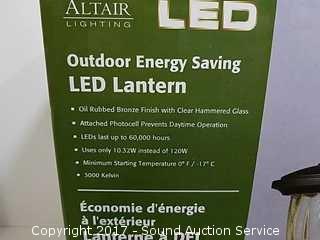 ALTAIR
LIGHTING
LED
Outdoor Energy Saving
LED Lantern
• Oil Rubbed Bronze Finish with Clear Hammered Glass
• Attached Photocell Prevents Daytime Operation
• LEDs last up to 60,000 hours
• Uses only 10.32W instead of 120W
• Minimum Starting Temperature 0° F / -17° C
• 3000 Kelvin
Économie d'énergie
à l'extérieur
Lanterne à DEL
Copyright 2017 - Sound Auction Service